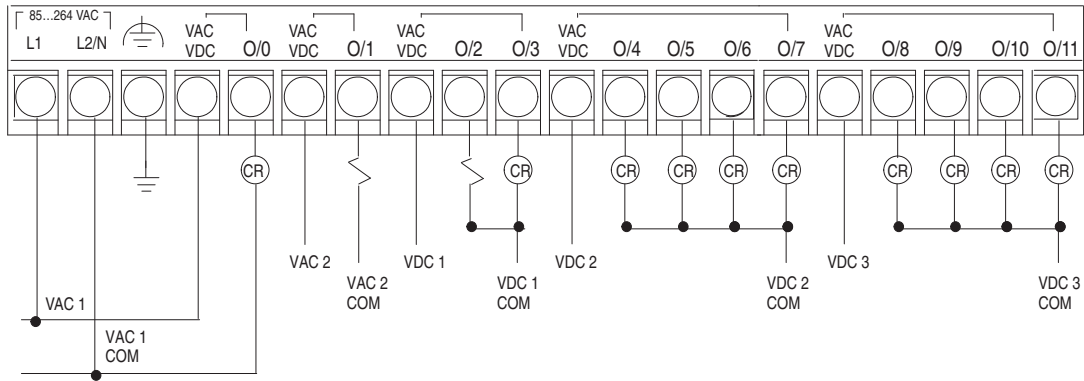 85...264 VAC
L1 L2/N
VAC
VDC
O/0
VAC
VDC
O/1
VAC
VDC
O/2
O/3
VAC
VDC
O/4
O/5
O/6
O/7
VAC
VDC
O/8
O/9
O/10
O/11
CR
CR
CR
CR
CR
CR
CR
CR
CR
CR
VAC 2
VAC 2
COM
VDC 1
VDC 1
COM
VDC 2
VDC 2
COM
VDC 3
VDC 3
COM
VAC 1
VAC 1
COM